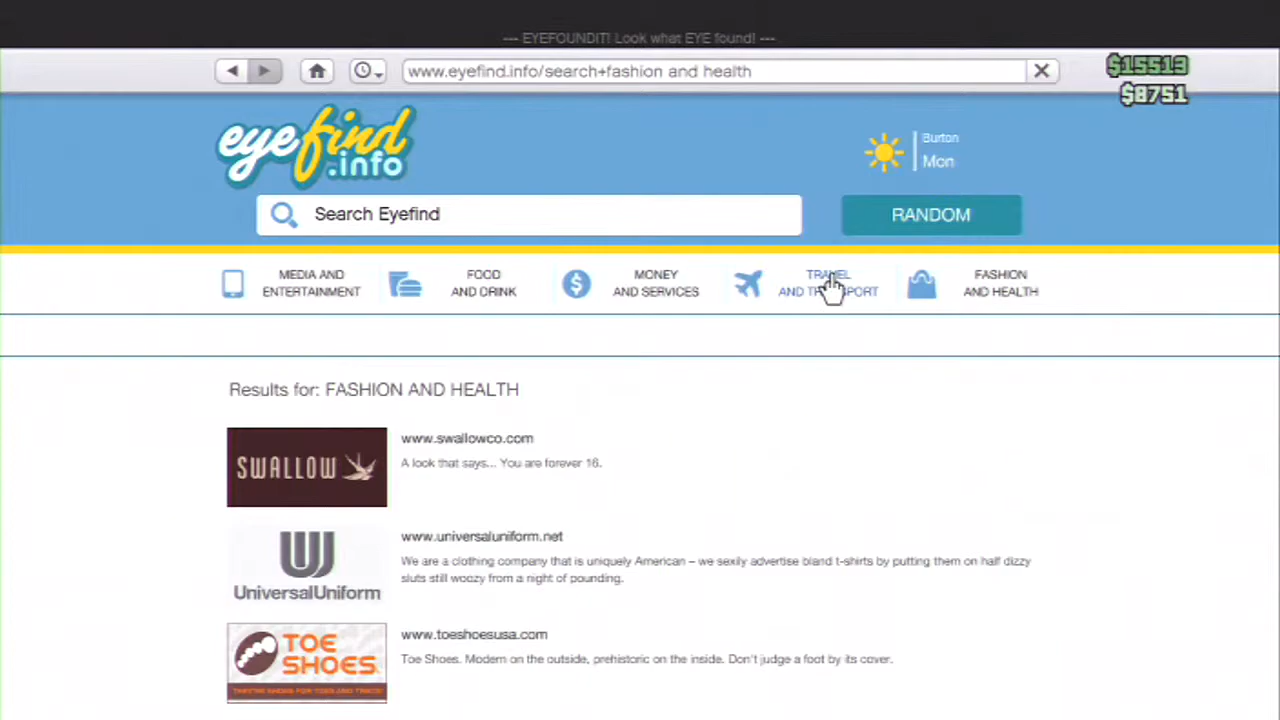 --- EYEFOUNDIT! Look what EYE found! ---
www.eyefind.info/search+fashion and health
$15513
$8751
eyefind
.info
Burton
Mon
Search Eyefind
RANDOM
MEDIA AND
ENTERTAINMENT
FOOD
AND DRINK
MONEY
AND SERVICES
TRAVEL
AND TRANSPORT
FASHION
AND HEALTH
Results for: FASHION AND HEALTH
SWALLOW
www.swallowco.com
A look that says... You are forever 16.
UniversalUniform
www.universaluniform.net
We are a clothing company that is uniquely American – we sexily advertise bland t-shirts by putting them on half dizzy
sluts still woozy from a night of pounding.
TOE
SHOES
www.toeshoesusa.com
Toe Shoes. Modern on the outside, prehistoric on the inside. Don't judge a foot by its cover.